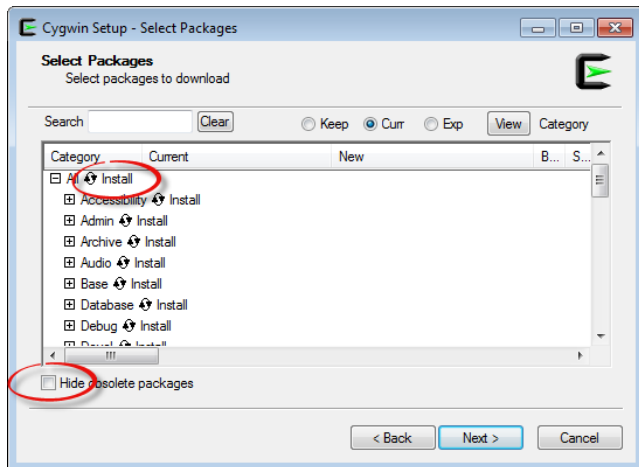 Cygwin Setup - Select Packages
Select Packages
Select packages to download
Search Clear Keep Curr Exp View Category
Category Current New B... S...
All Install
Accessibility Install
Admin Install
Archive Install
Audio Install
Base Install
Database Install
Debug Install
Devel Install
Hide obsolete packages
< Back Next > Cancel